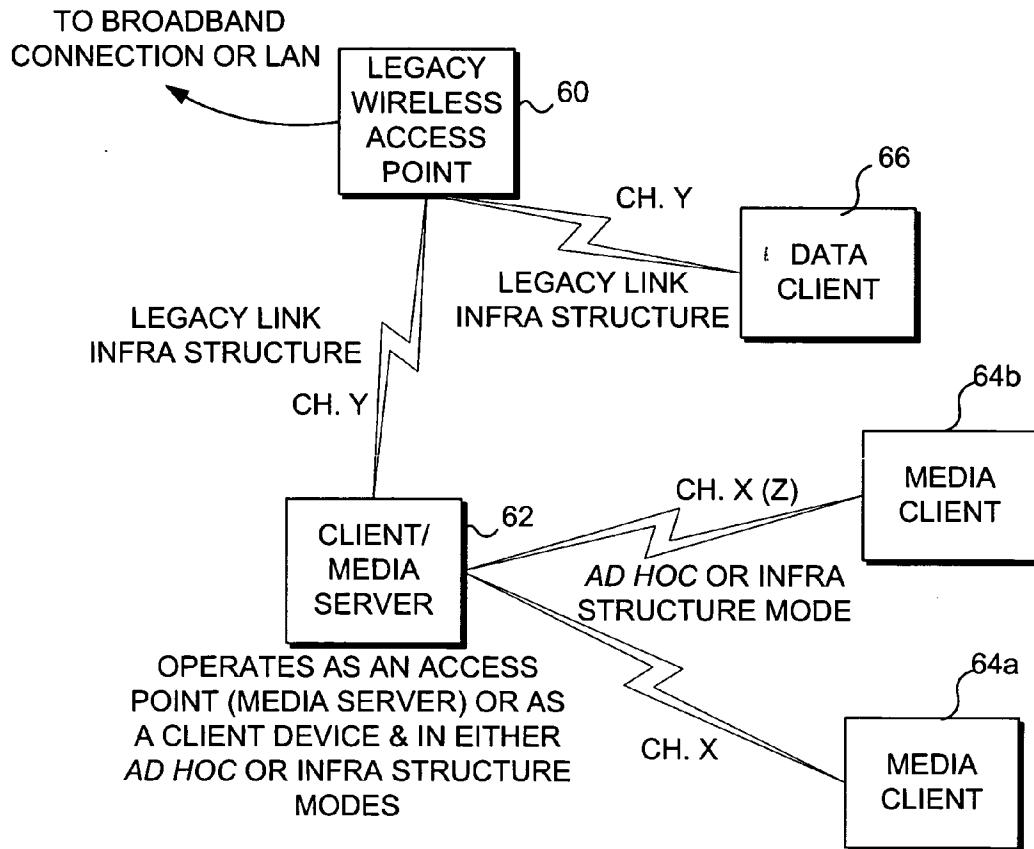 TO BROADBAND
CONNECTION OR LAN
LEGACY
WIRELESS
ACCESS
POINT
60
66
CH. Y
DATA
CLIENT
LEGACY LINK
INFRA STRUCTURE
LEGACY LINK
INFRA STRUCTURE
CH. Y
64b
MEDIA
CLIENT
CH. X (Z)
62
CLIENT/
MEDIA
SERVER
AD HOC OR INFRA
STRUCTURE MODE
OPERATES AS AN ACCESS
POINT (MEDIA SERVER) OR AS
A CLIENT DEVICE & IN EITHER
AD HOC OR INFRA STRUCTURE
MODES
64a
CH. X
MEDIA
CLIENT